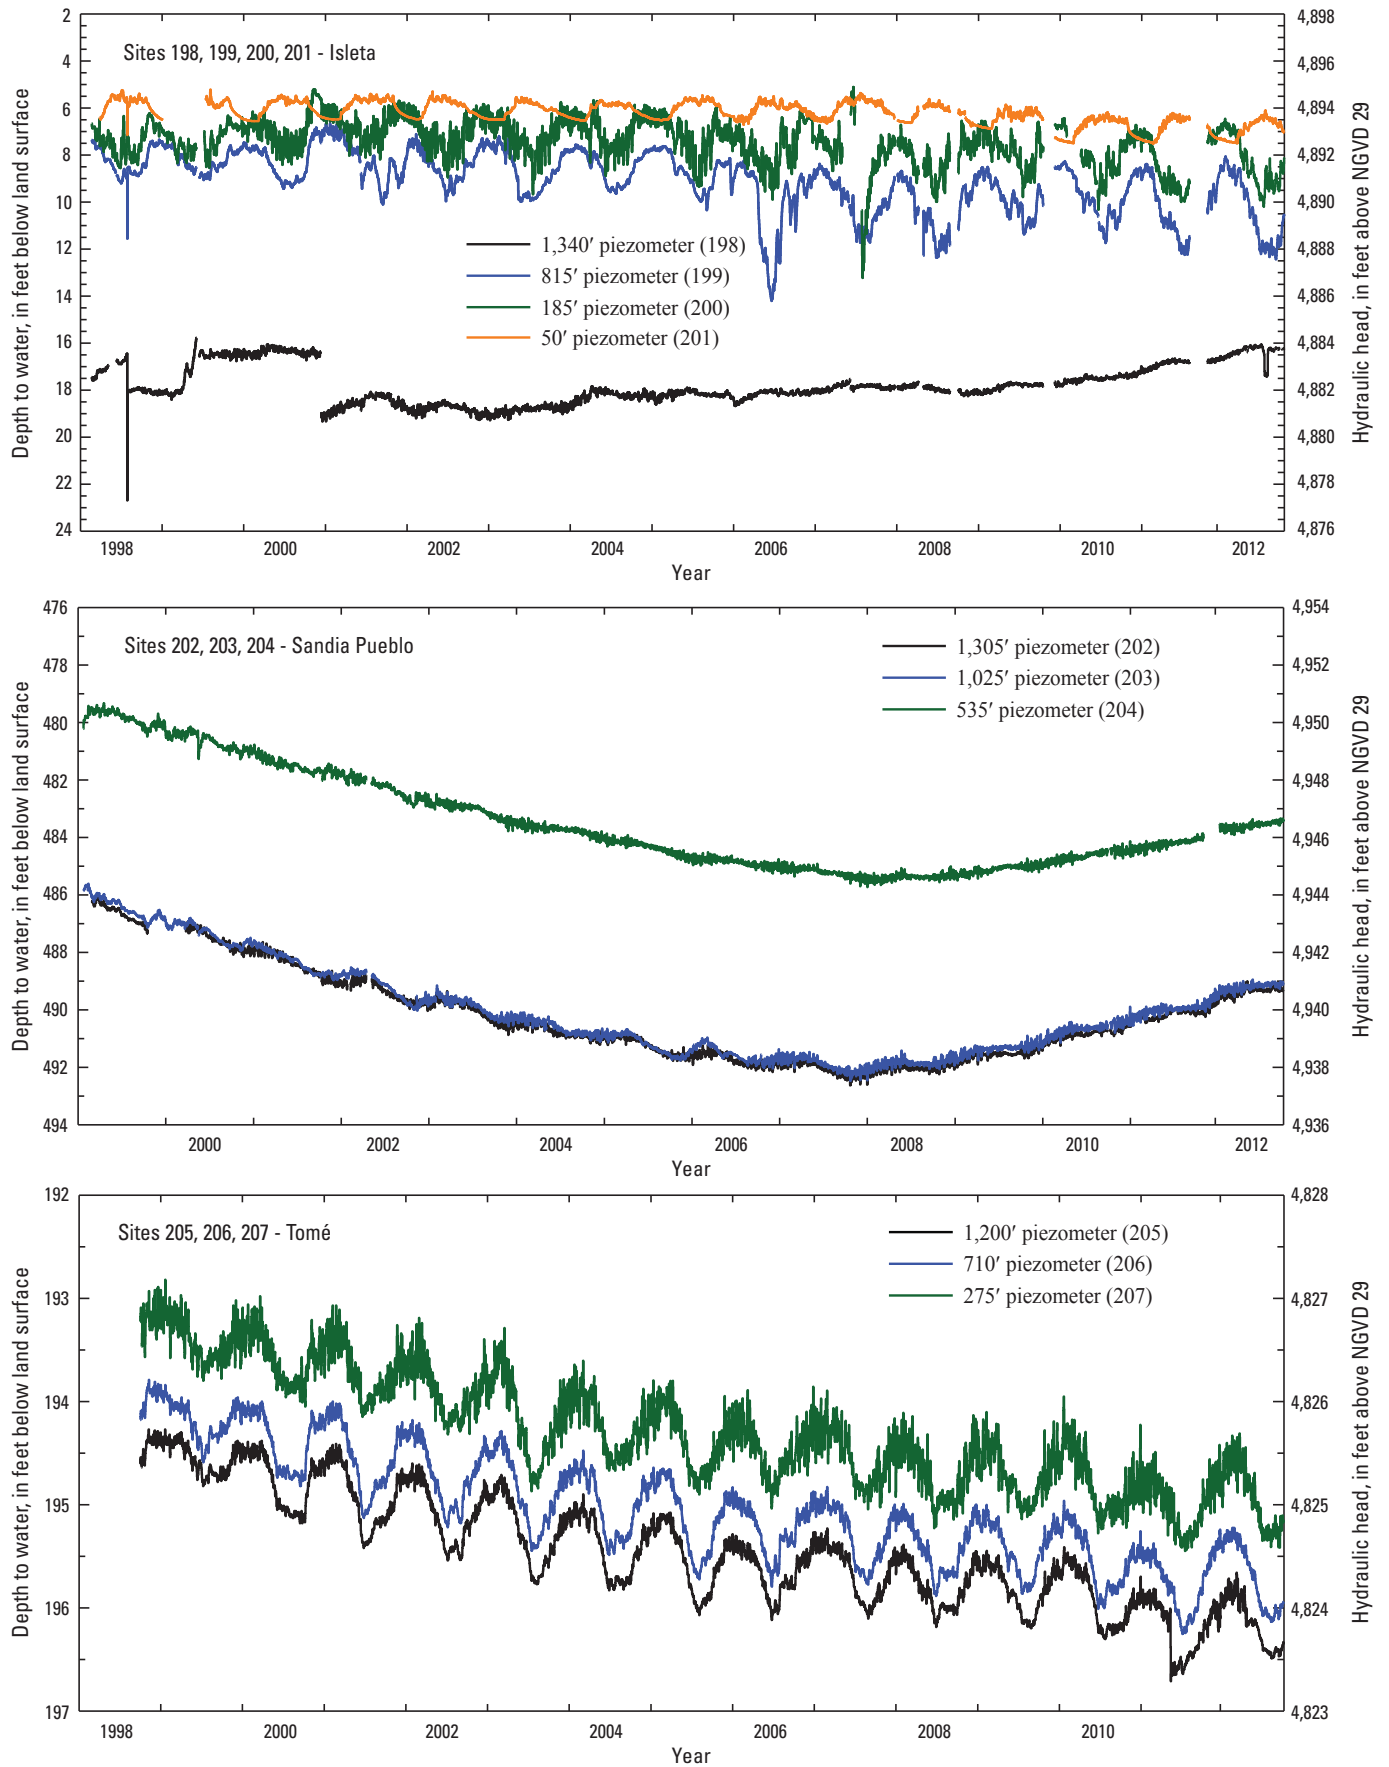 Sites 198, 199, 200, 201 - Isleta
Depth to water, in feet below land surface
2
4
6
8
10
12
14
16
18
20
22
24
4,898
4,896
4,894
4,892
4,890
4,888
4,886
4,884
4,882
4,880
4,878
4,876
Hydraulic head, in feet above NGVD 29
1,340′ piezometer (198)
815′ piezometer (199)
185′ piezometer (200)
50′ piezometer (201)
1998 2000 2002 2004 2006 2008 2010 2012
Year
Sites 202, 203, 204 - Sandia Pueblo
Depth to water, in feet below land surface
476
478
480
482
484
486
488
490
492
494
4,954
4,952
4,950
4,948
4,946
4,944
4,942
4,940
4,938
4,936
Hydraulic head, in feet above NGVD 29
1,305′ piezometer (202)
1,025′ piezometer (203)
535′ piezometer (204)
2000 2002 2004 2006 2008 2010 2012
Year
Sites 205, 206, 207 - Tomé
Depth to water, in feet below land surface
192
193
194
195
196
197
4,828
4,827
4,826
4,825
4,824
4,823
Hydraulic head, in feet above NGVD 29
1,200′ piezometer (205)
710′ piezometer (206)
275′ piezometer (207)
1998 2000 2002 2004 2006 2008 2010
Year